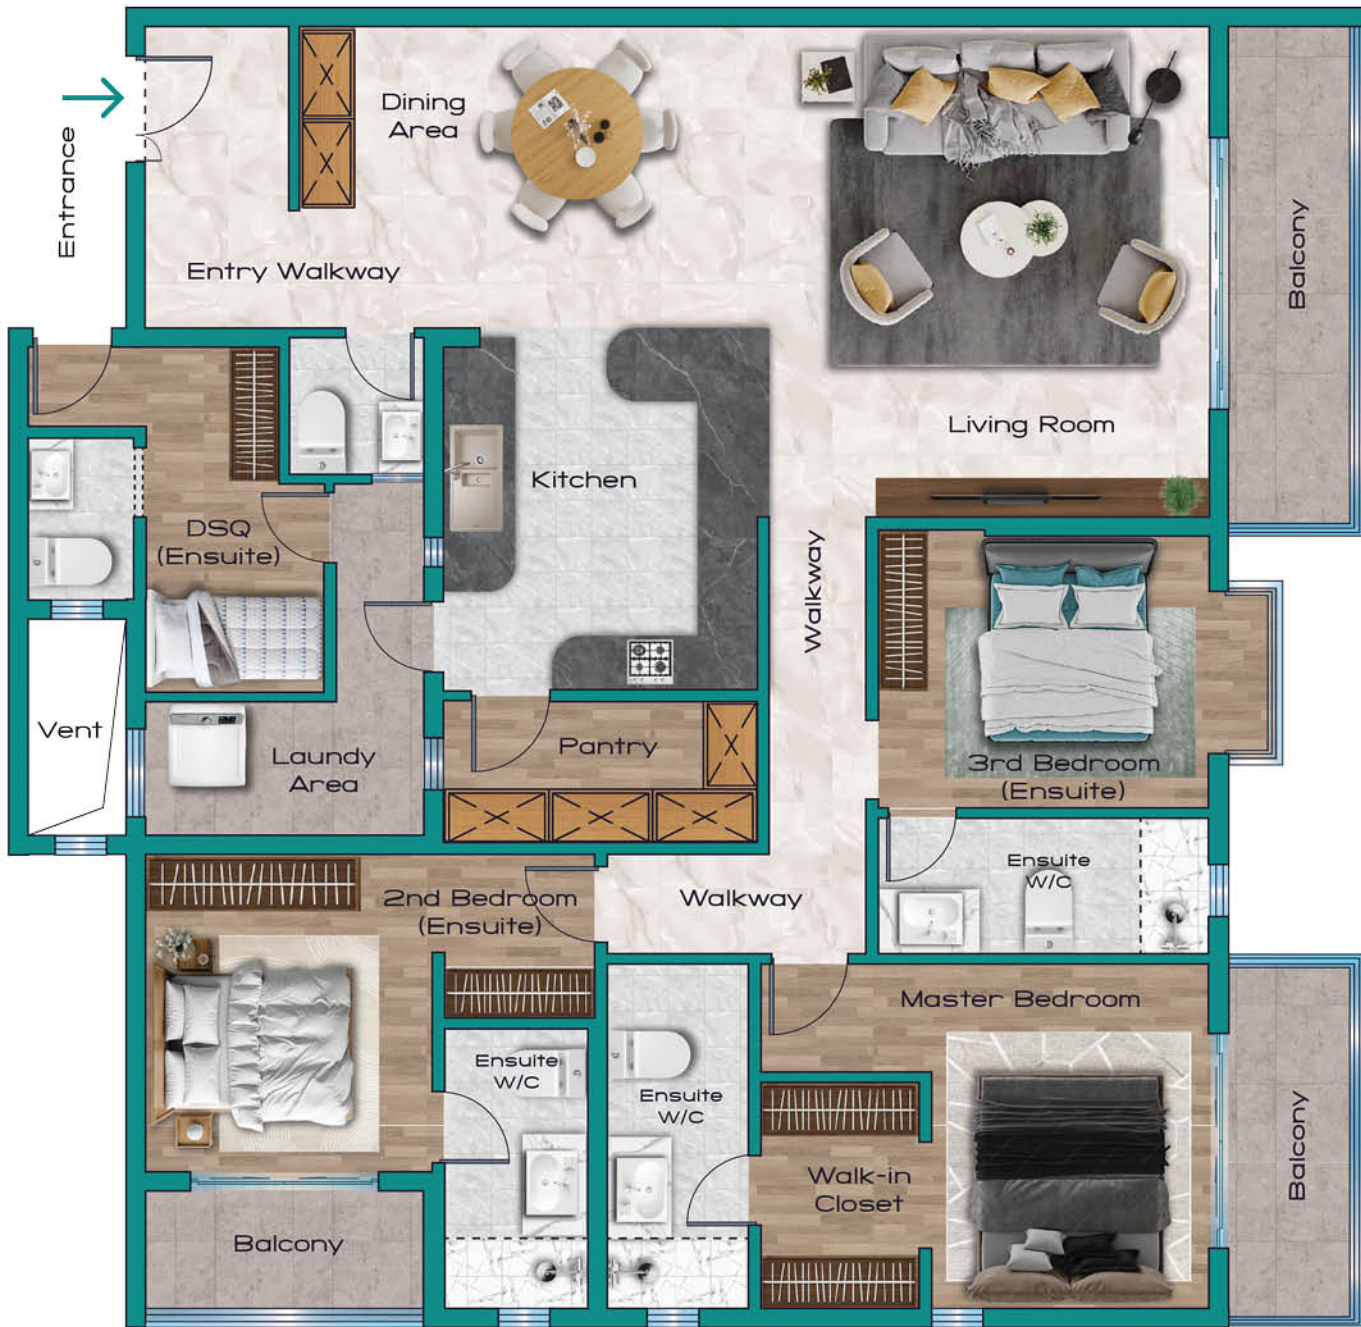 Dining
Area
Entrance
Entry Walkway
Balcony
Living Room
Kitchen
DSQ
(Ensuite)
Walkway
Vent
Laundy
Area
Pantry
3rd Bedroom
(Ensuite)
Ensuite
W/C
2nd Bedroom
(Ensuite)
Walkway
Master Bedroom
Ensuite
W/C
Ensuite
W/C
Walk-in
Closet
Balcony
Balcony